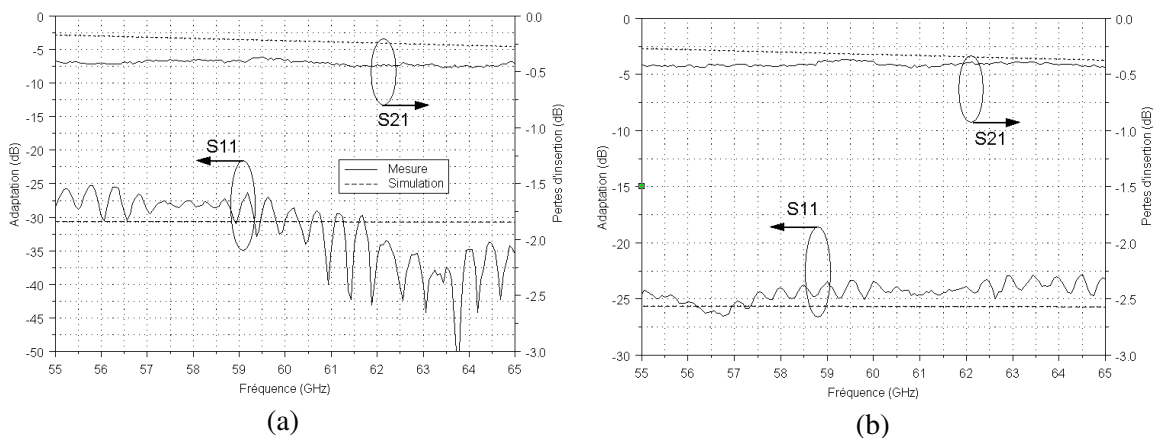 0
-5
-10
-15
-20
-25
-30
-35
-40
-45
-50
Adaptation (dB)
0.0
-0.5
-1.0
-1.5
-2.0
-2.5
-3.0
Pertes d'insertion (dB)
S21
S11
Mesure
Simulation
55 56 57 58 59 60 61 62 63 64 65
Fréquence (GHz)
(a)
0
-5
-10
-15
-20
-25
-30
Adaptation (dB)
0.0
-0.5
-1.0
-1.5
-2.0
-2.5
-3.0
Pertes d'insertion (dB)
S21
S11
55 56 57 58 59 60 61 62 63 64 65
Fréquence (GHz)
(b)